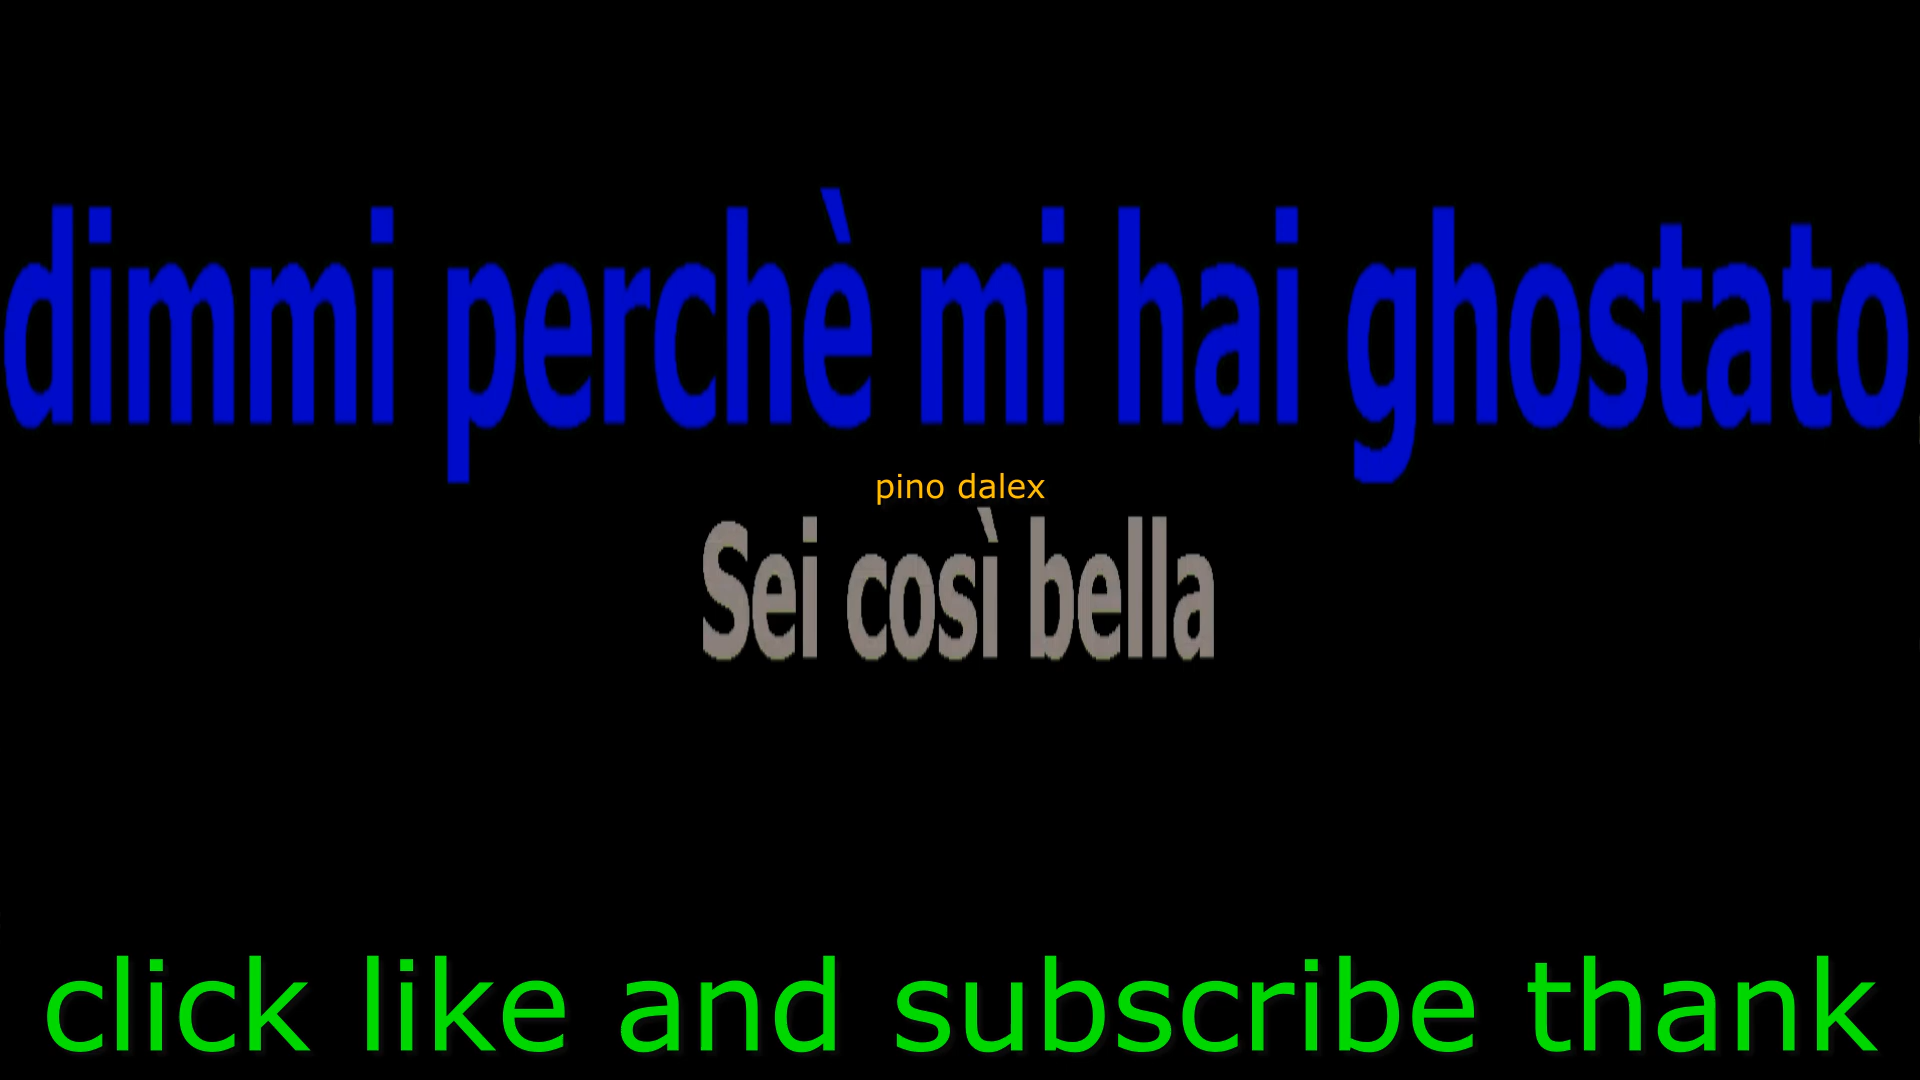 dimmi perchè mi hai ghostato
pino dalex
Sei così bella
click like and subscribe thank